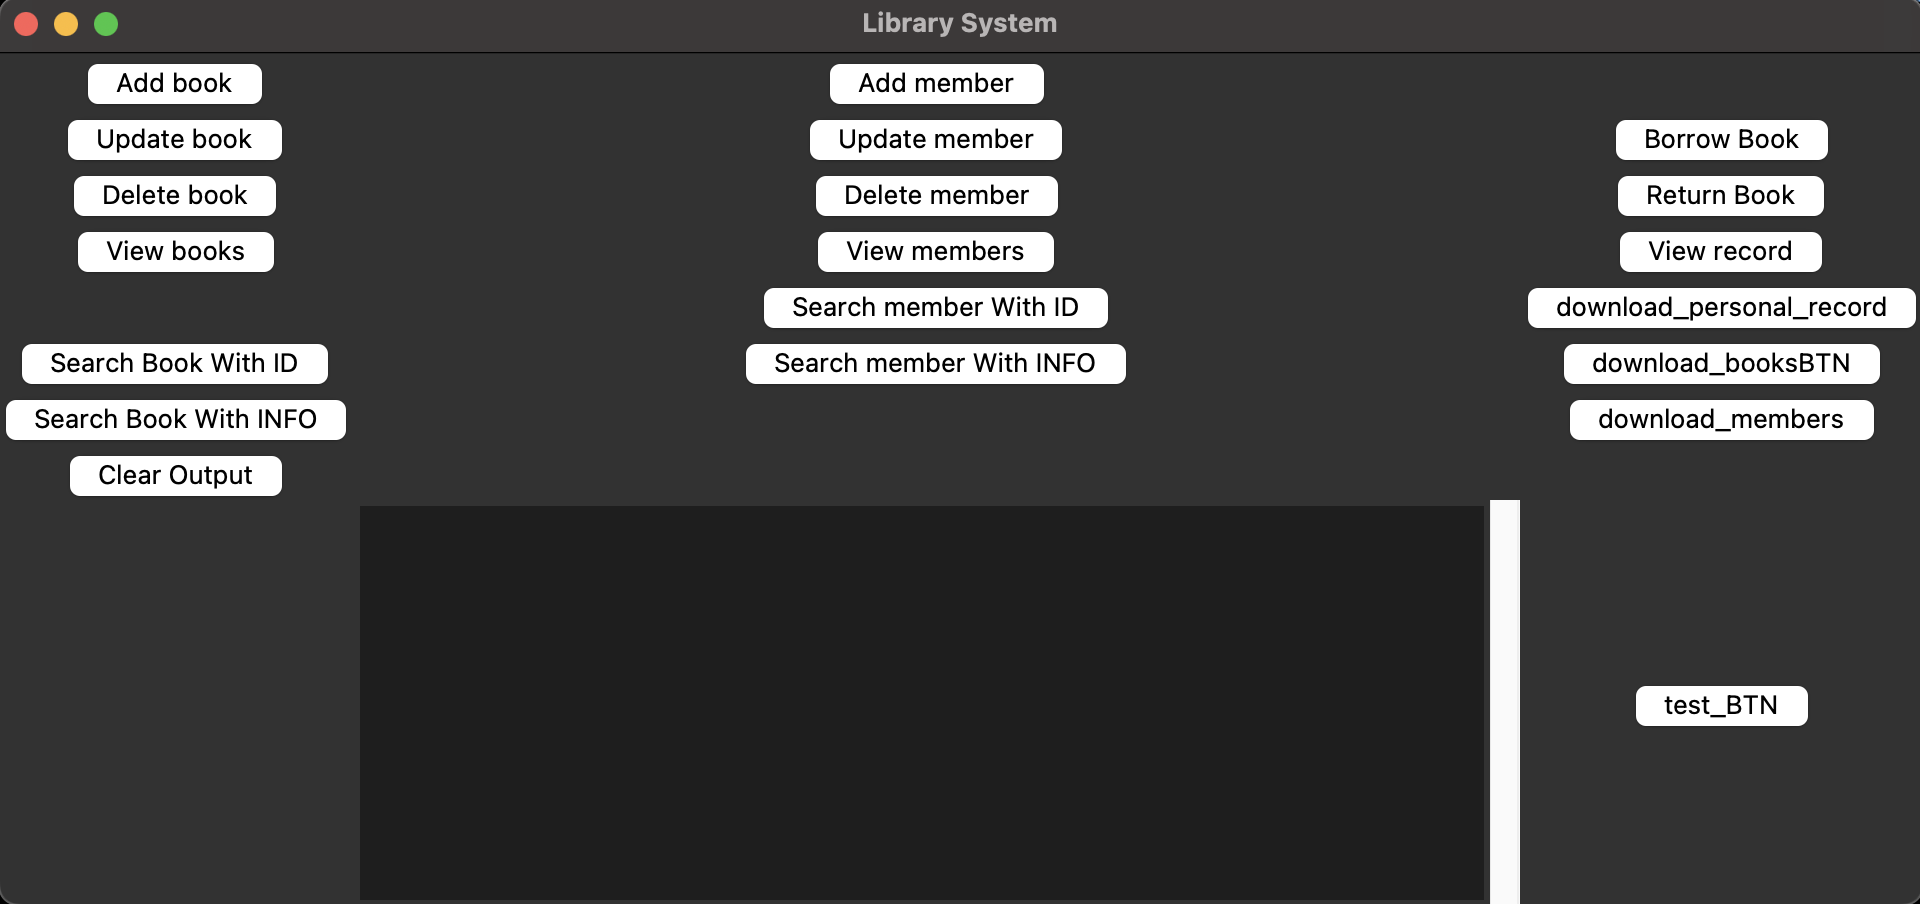 Library System
Add book
Add member
Update book
Update member
Borrow Book
Delete book
Delete member
Return Book
View books
View members
View record
Search member With ID
download_personal_record
Search Book With ID
Search member With INFO
download_booksBTN
Search Book With INFO
download_members
Clear Output
test_BTN